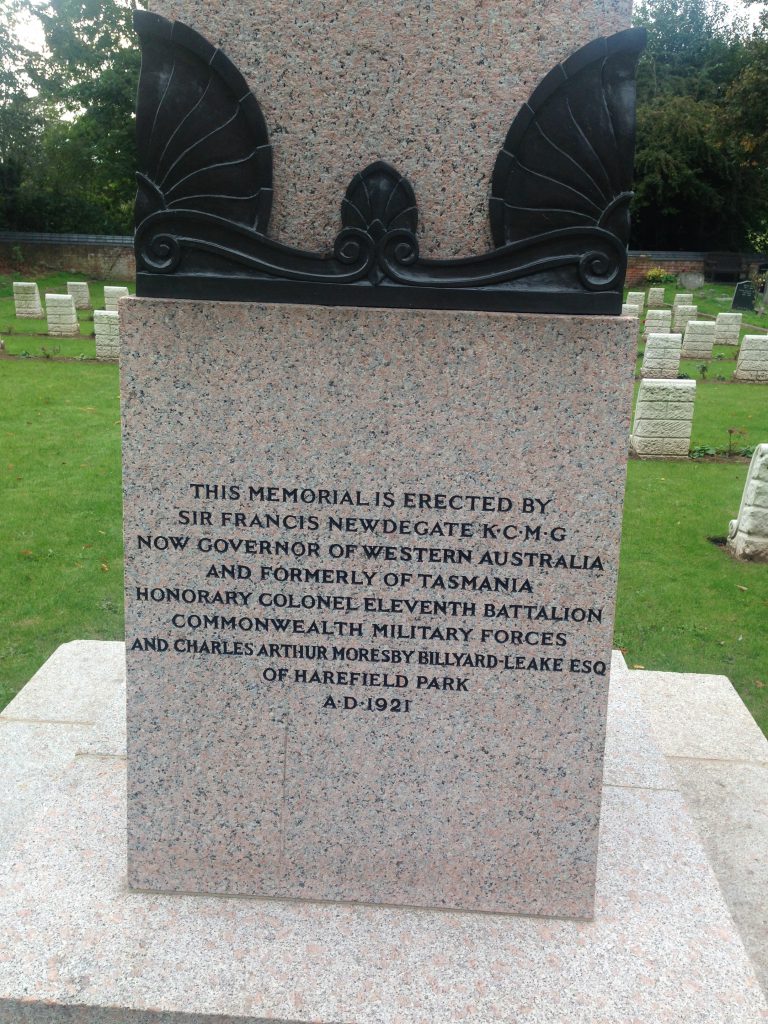 THIS MEMORIAL IS ERECTED BY
SIR FRANCIS NEWDEGATE K·C·M·G
NOW GOVERNOR OF WESTERN AUSTRALIA
AND FORMERLY OF TASMANIA
HONORARY COLONEL ELEVENTH BATTALION
COMMONWEALTH MILITARY FORCES
AND CHARLES ARTHUR MORESBY BILLYARD-LEAKE ESQ
OF HAREFIELD PARK
A·D·1921